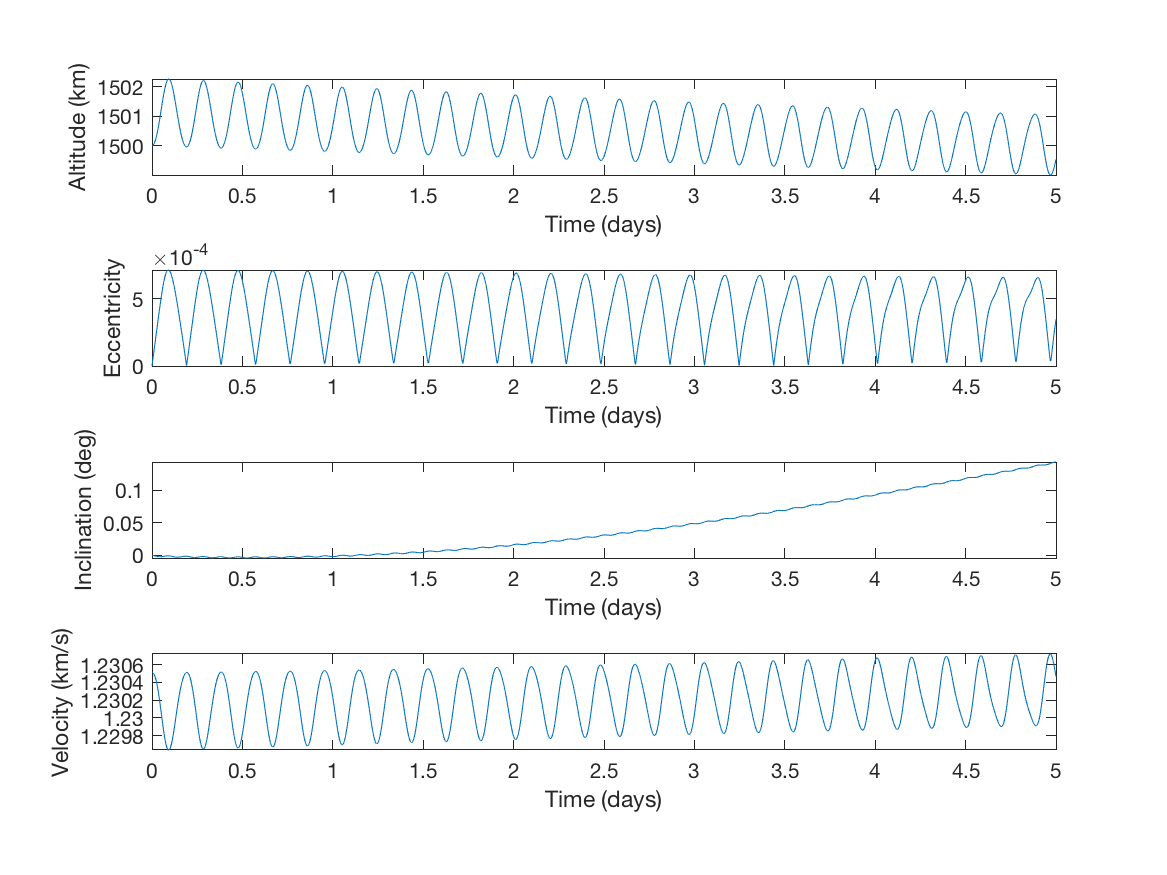 Altitude (km)
1502
1501
1500
0 0.5 1 1.5 2 2.5 3 3.5 4 4.5 5
Time (days)
×10-4
Eccentricity
5
0
0 0.5 1 1.5 2 2.5 3 3.5 4 4.5 5
Time (days)
Inclination (deg)
0.1
0.05
0
0 0.5 1 1.5 2 2.5 3 3.5 4 4.5 5
Time (days)
Velocity (km/s)
1.2306
1.2304
1.2302
1.23
1.2298
0 0.5 1 1.5 2 2.5 3 3.5 4 4.5 5
Time (days)